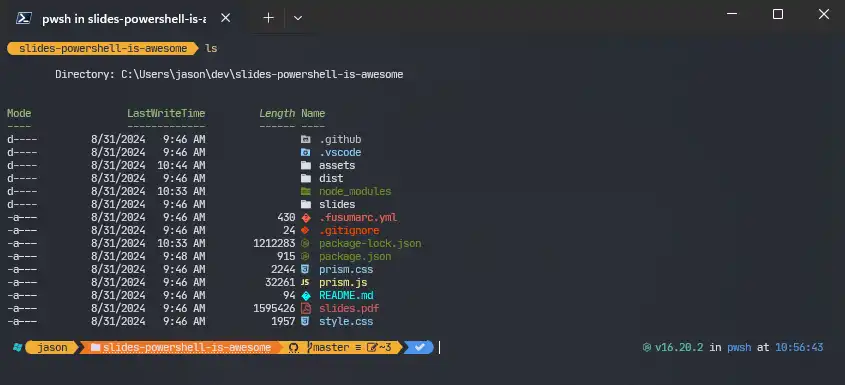 pwsh in slides-powershell-is-a
slides-powershell-is-awesome ls
Directory: C:\Users\jason\dev\slides-powershell-is-awesome
Mode LastWriteTime Length Name
---- ------------- ------ ----
d---- 8/31/2024 9:46 AM .github
d---- 8/31/2024 9:46 AM .vscode
d---- 8/31/2024 10:44 AM assets
d---- 8/31/2024 9:46 AM dist
d---- 8/31/2024 10:33 AM node_modules
d---- 8/31/2024 9:46 AM slides
-a--- 8/31/2024 9:46 AM 430 .fusumarc.yml
-a--- 8/31/2024 9:46 AM 24 .gitignore
-a--- 8/31/2024 10:33 AM 1212283 package-lock.json
-a--- 8/31/2024 9:48 AM 915 package.json
-a--- 8/31/2024 9:46 AM 2244 prism.css
-a--- 8/31/2024 9:46 AM 32261 JS prism.js
-a--- 8/31/2024 9:46 AM 94 README.md
-a--- 8/31/2024 9:46 AM 1595426 slides.pdf
-a--- 8/31/2024 9:46 AM 1957 style.css
jason slides-powershell-is-awesome master ≡ ~3 v16.20.2 in pwsh at 10:56:43